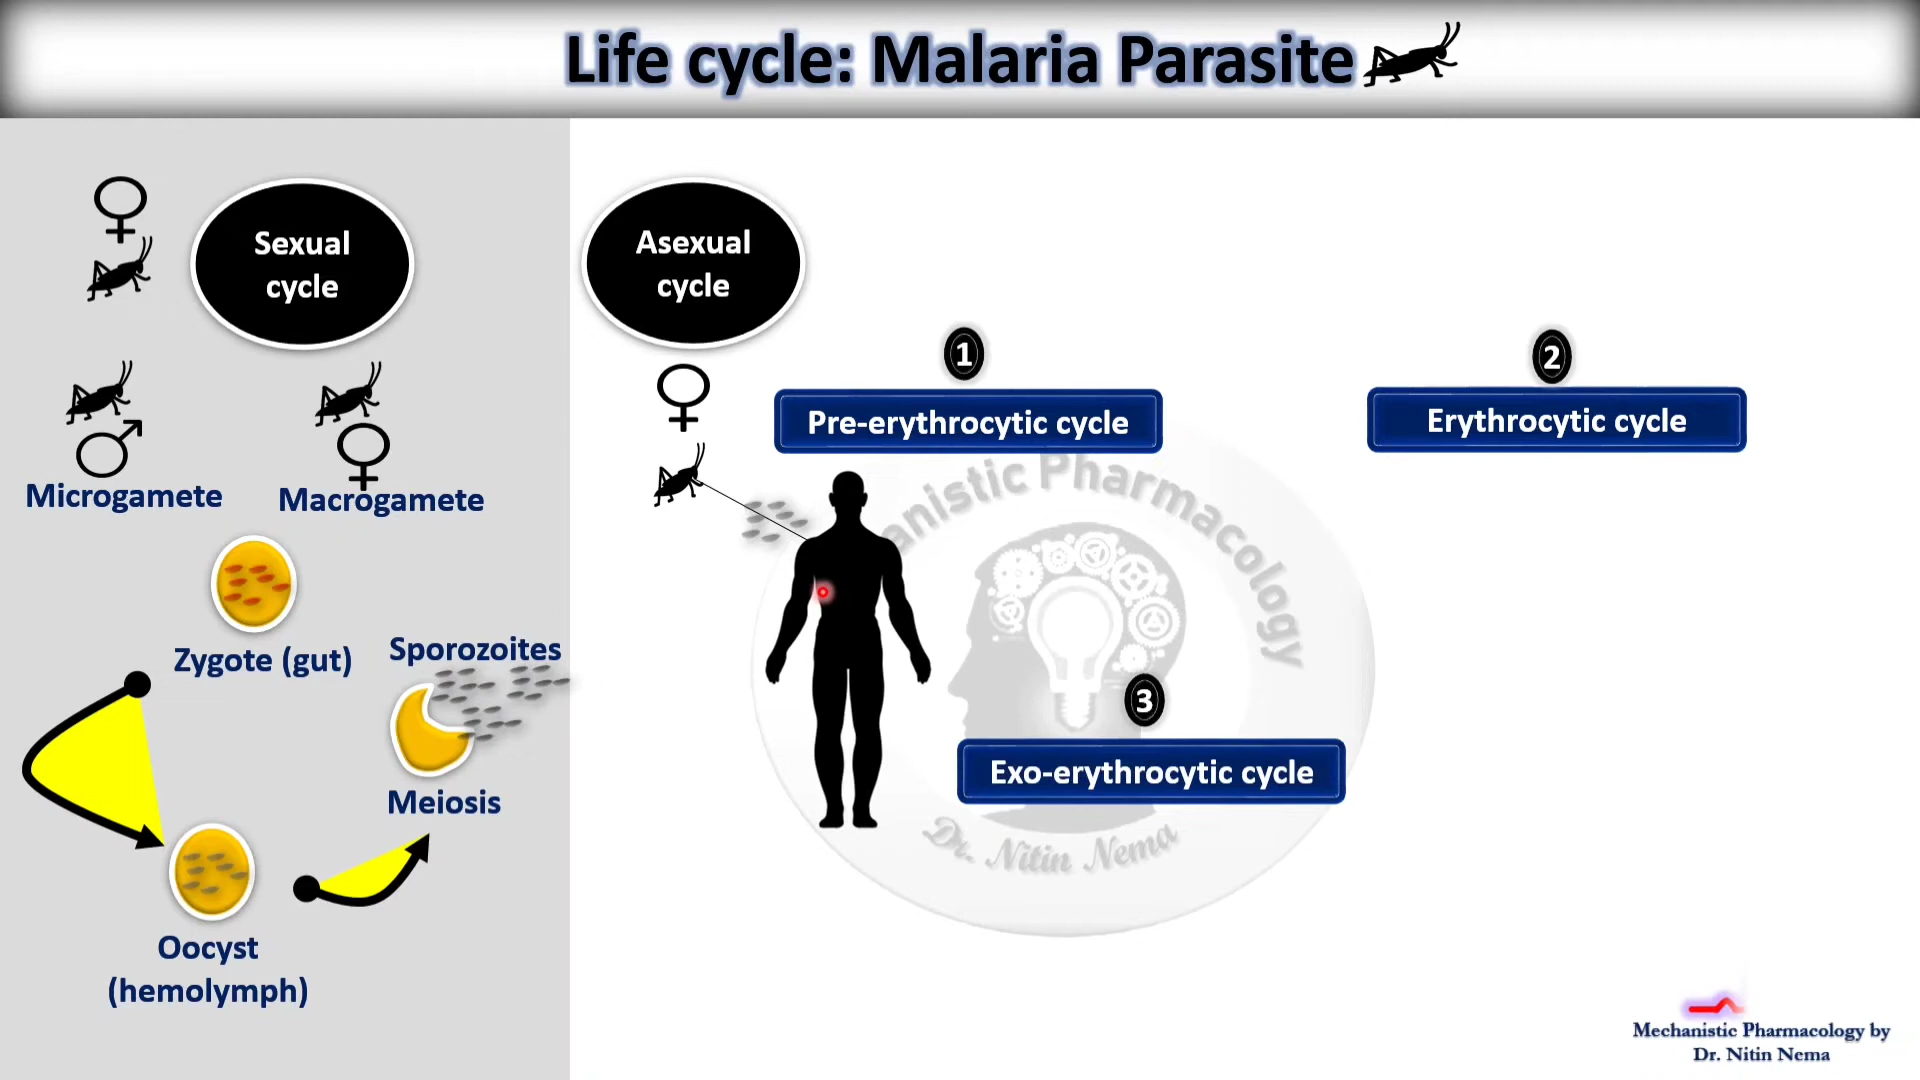 Life cycle: Malaria Parasite
Sexual
cycle
Microgamete
Macrogamete
Zygote (gut)
Sporozoites
Meiosis
Oocyst
(hemolymph)
Asexual
cycle
1
Pre-erythrocytic cycle
2
Erythrocytic cycle
3
Exo-erythrocytic cycle
anistic Pharmacology
Dr. Nitin Nema
Mechanistic Pharmacology by
Dr. Nitin Nema